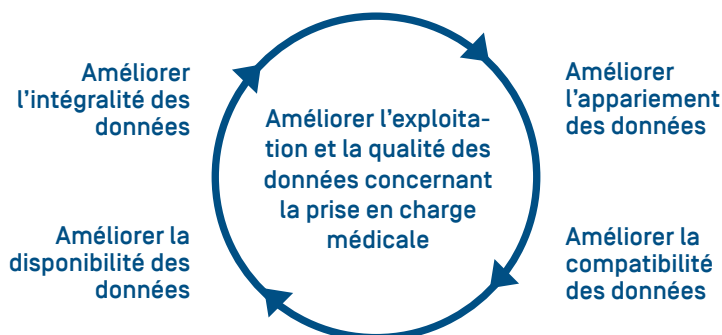 Améliorer
l'intégralité des
données
Améliorer
l'appariement
des données
Améliorer l'exploita-
tion et la qualité des
données concernant
la prise en charge
médicale
Améliorer la
disponibilité des
données
Améliorer la
compatibilité
des données